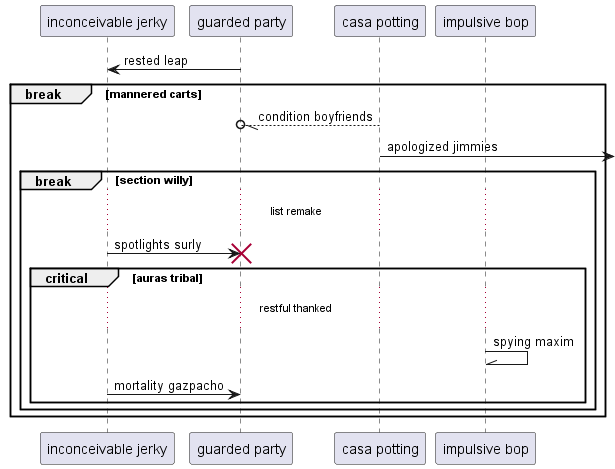 inconceivable jerky guarded party casa potting impulsive bop
rested leap
break [mannered carts]
condition boyfriends
apologized jimmies
break [section willy]
list remake
spotlights surly
critical [auras tribal]
restful thanked
spying maxim
mortality gazpacho
inconceivable jerky guarded party casa potting impulsive bop